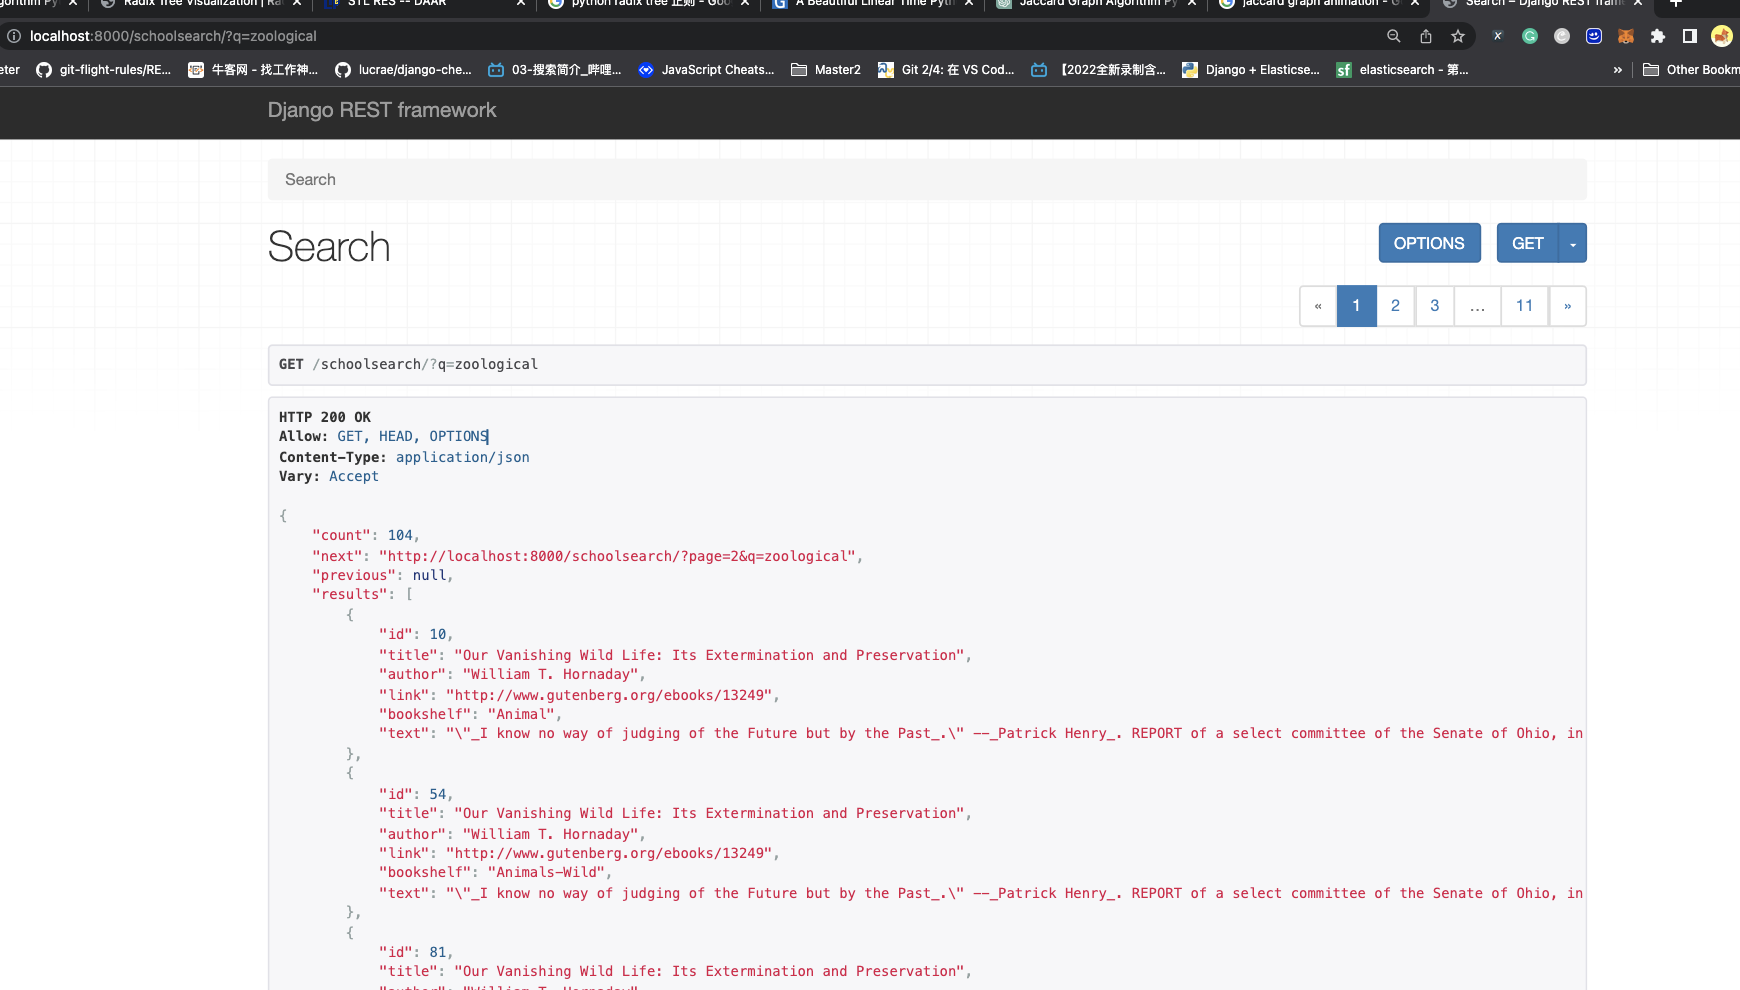 Radix Tree Visualization | Ra
STL RES -- DAAR
python radix tree 正则 - Goo
A Beautiful Linear Time Pyth
Jaccard Graph Algorithm Py
jaccard graph animation - G
Search – Django REST fram
localhost:8000/schoolsearch/?q=zoological
eter
git-flight-rules/RE...
牛客网 - 找工作神...
lucrae/django-che...
03-搜索简介_哔哩...
JavaScript Cheats...
Master2
Git 2/4: 在 VS Cod...
【2022全新录制含...
Django + Elasticse...
elasticsearch - 第...
»
Other Bookm
Django REST framework
Search
Search
OPTIONS
GET
« 1 2 3 … 11 »
GET /schoolsearch/?q=zoological
HTTP 200 OK
Allow: GET, HEAD, OPTIONS
Content-Type: application/json
Vary: Accept
{
"count": 104,
"next": "http://localhost:8000/schoolsearch/?page=2&q=zoological",
"previous": null,
"results": [
{
"id": 10,
"title": "Our Vanishing Wild Life: Its Extermination and Preservation",
"author": "William T. Hornaday",
"link": "http://www.gutenberg.org/ebooks/13249",
"bookshelf": "Animal",
"text": "\"_I know no way of judging of the Future but by the Past_.\" --_Patrick Henry_. REPORT of a select committee of the Senate of Ohio, in
},
{
"id": 54,
"title": "Our Vanishing Wild Life: Its Extermination and Preservation",
"author": "William T. Hornaday",
"link": "http://www.gutenberg.org/ebooks/13249",
"bookshelf": "Animals-Wild",
"text": "\"_I know no way of judging of the Future but by the Past_.\" --_Patrick Henry_. REPORT of a select committee of the Senate of Ohio, in
},
{
"id": 81,
"title": "Our Vanishing Wild Life: Its Extermination and Preservation",
"author": "William T. Hornaday"